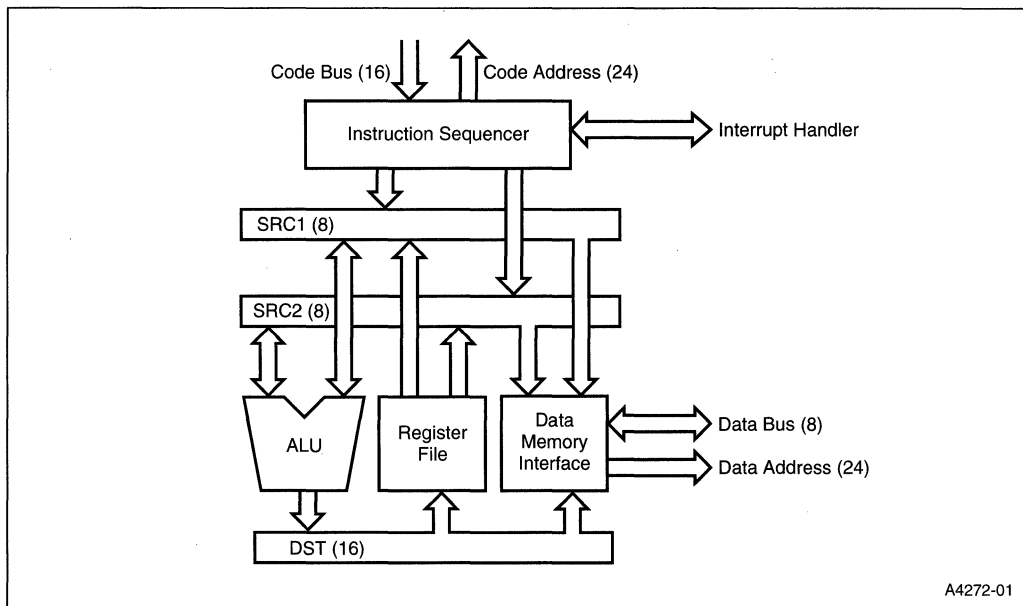 Code Bus (16)
Code Address (24)
Instruction Sequencer
Interrupt Handler
SRC1 (8)
SRC2 (8)
ALU
Register
File
Data
Memory
Interface
Data Bus (8)
Data Address (24)
DST (16)
A4272-01